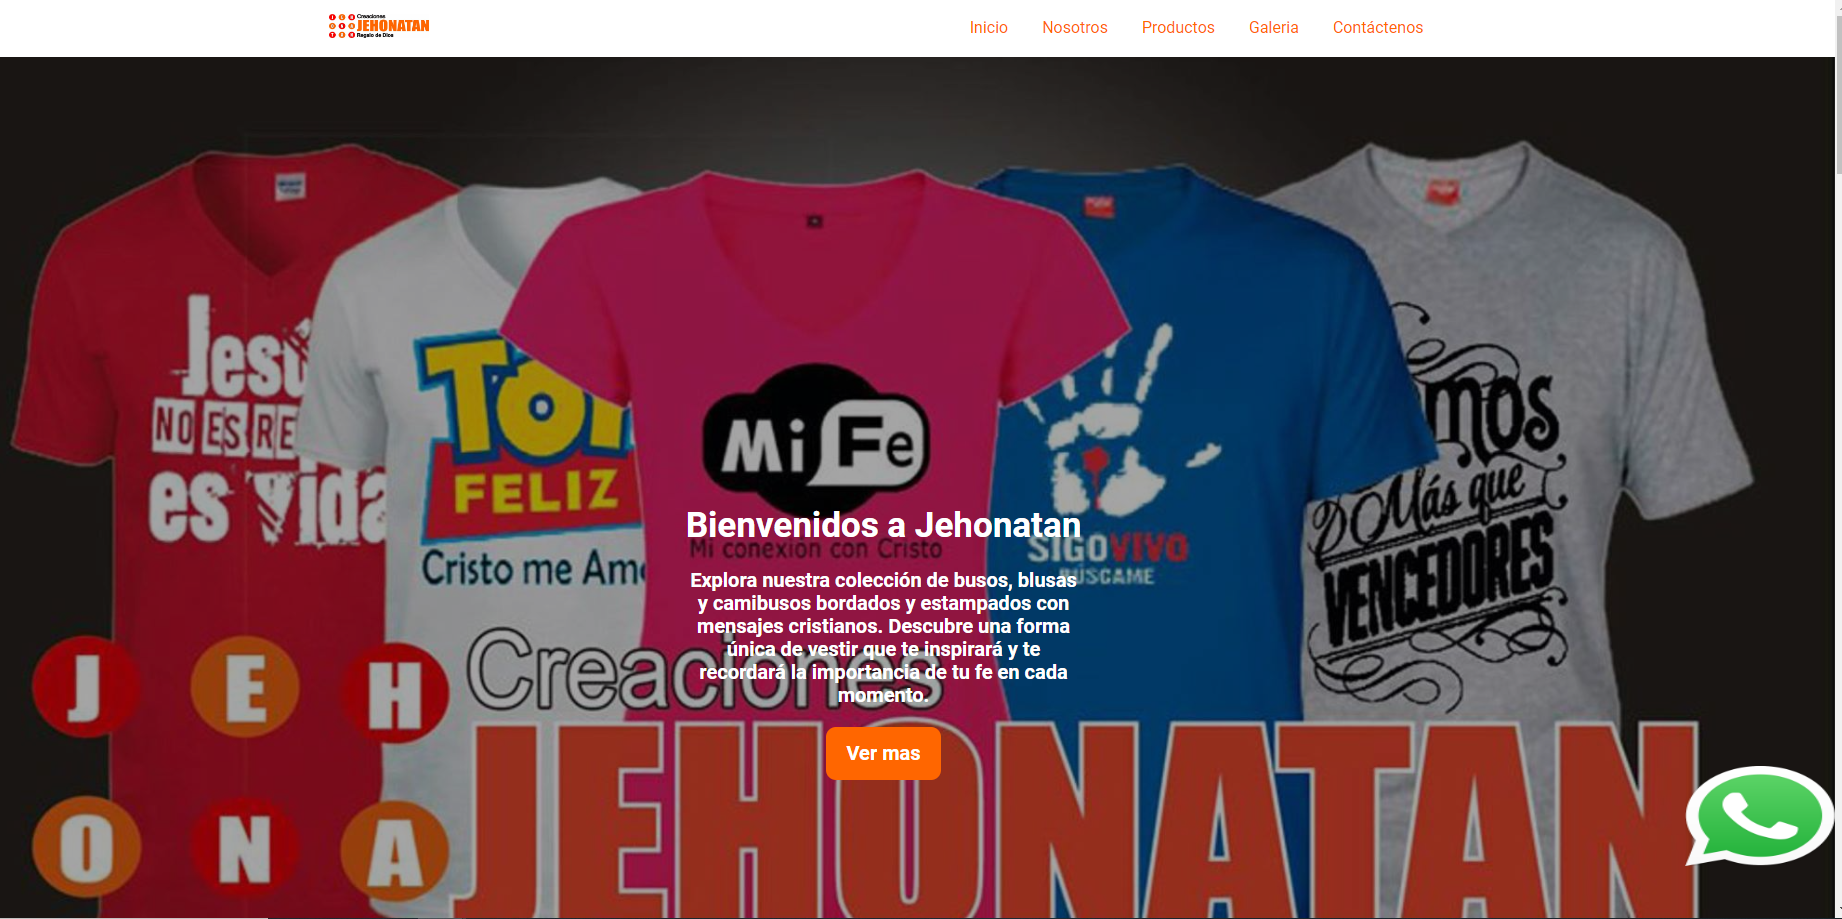 Creaciones
JEHONATAN
Regalo de Dios
Inicio
Nosotros
Productos
Galeria
Contáctenos
NO ES RE
es vida
TO
FELIZ
Cristo me Am
Mi Fe
Mi conexión con Cristo
SIGO VIVO
BÚSCAME
mos
Más que
VENCEDORES
Bienvenidos a Jehonatan
Explora nuestra colección de busos, blusas
y camibusos bordados y estampados con
mensajes cristianos. Descubre una forma
única de vestir que te inspirará y te
recordará la importancia de tu fe en cada
momento.
Ver mas
J E H
O N A
Creaciones
JEHONATAN